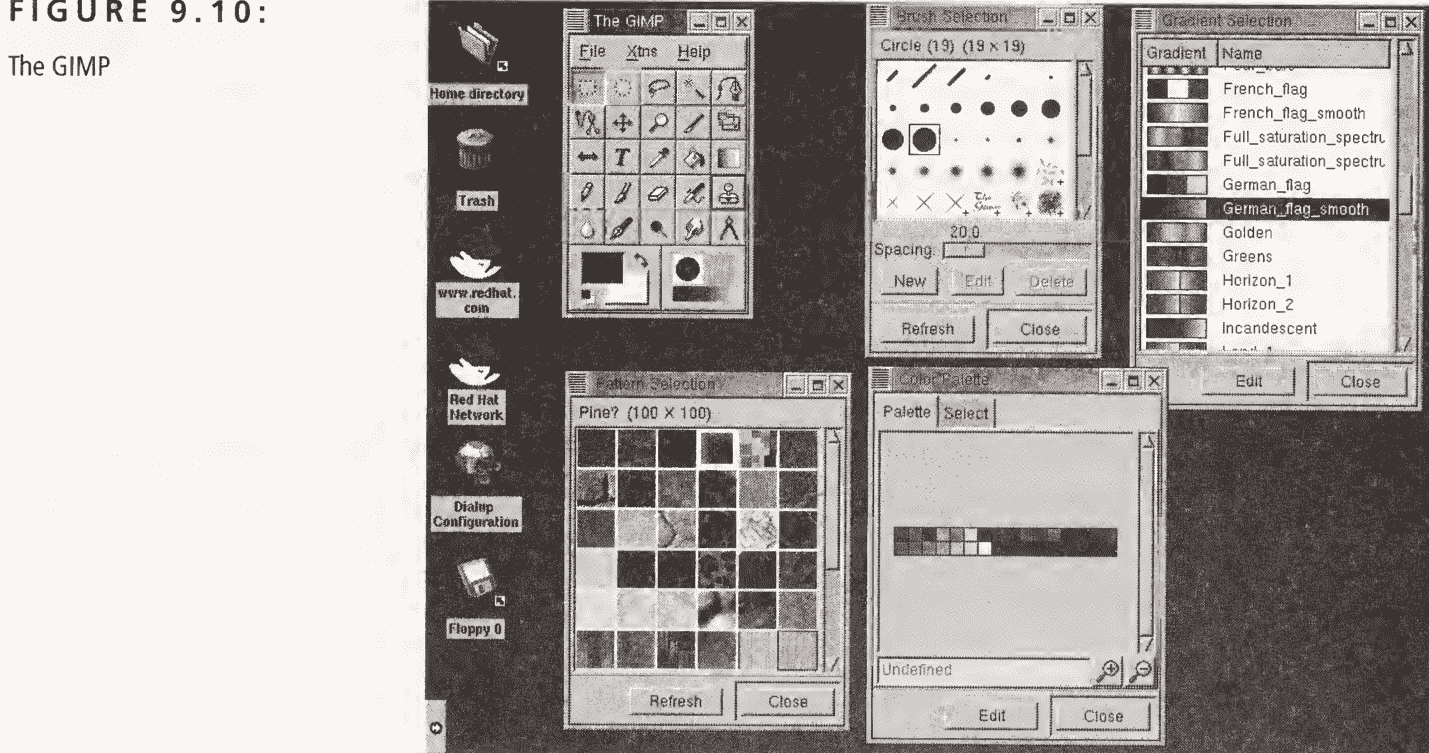 FIGURE 9.10:
The GIMP
Home directory
Trash
www.redhat.
com
Red Hat
Network
Dialup
Configuration
Floppy 0
The GIMP
File Xtns Help
Brush Selection
Circle (19) (19 × 19)
20.0
Spacing:
New Edit Delete
Refresh Close
Gradient Selection
Gradient Name
French_flag
French_flag_smooth
Full_saturation_spectru
Full_saturation_spectru
German_flag
German_flag_smooth
Golden
Greens
Horizon_1
Horizon_2
Incandescent
Edit Close
Pattern Selection
Pine? (100 X 100)
Refresh Close
Color Palette
Palette Select
Undefined
Edit Close